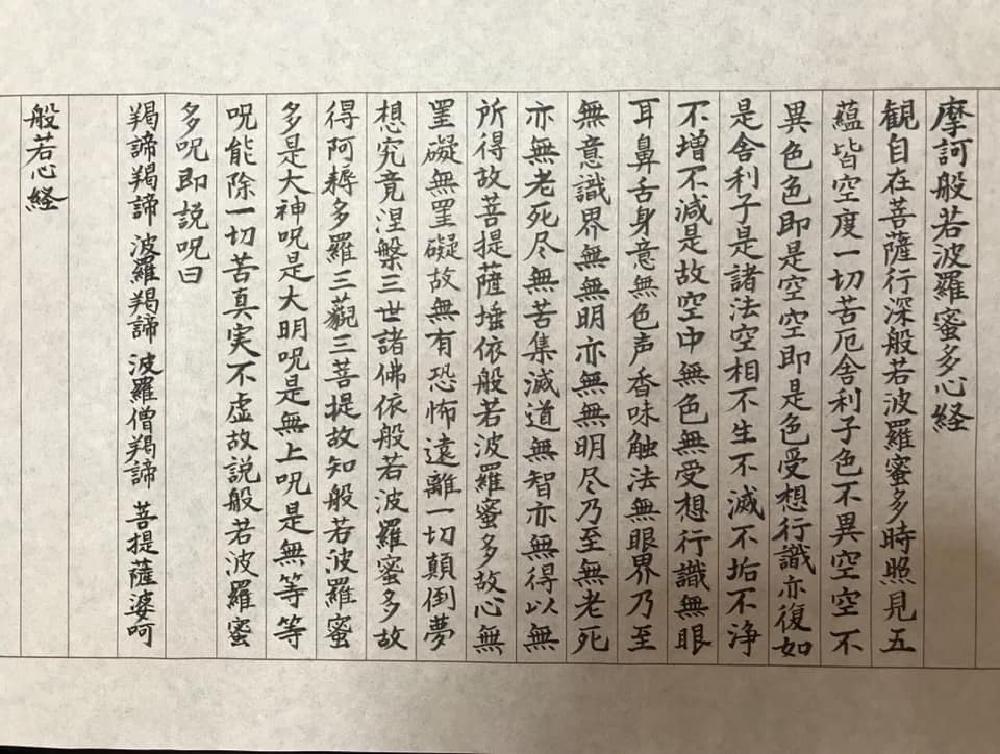 摩訶般若波羅蜜多心経
観自在菩薩行深般若波羅蜜多時照見五
蘊皆空度一切苦厄舎利子色不異空空不
異色色即是空空即是色受想行識亦復如
是舎利子是諸法空相不生不滅不垢不浄
不増不減是故空中無色無受想行識無眼
耳鼻舌身意無色声香味触法無眼界乃至
無意識界無無明亦無無明尽乃至無老死
亦無老死尽無苦集滅道無智亦無得以無
所得故菩提薩埵依般若波羅蜜多故心無
罣礙無罣礙故無有恐怖遠離一切顛倒夢
想究竟涅槃三世諸佛依般若波羅蜜多故
得阿耨多羅三藐三菩提故知般若波羅蜜
多是大神呪是大明呪是無上呪是無等等
呪能除一切苦真実不虚故説般若波羅蜜
多呪即説呪曰
羯諦羯諦 波羅羯諦 波羅僧羯諦 菩提薩婆呵
般若心経